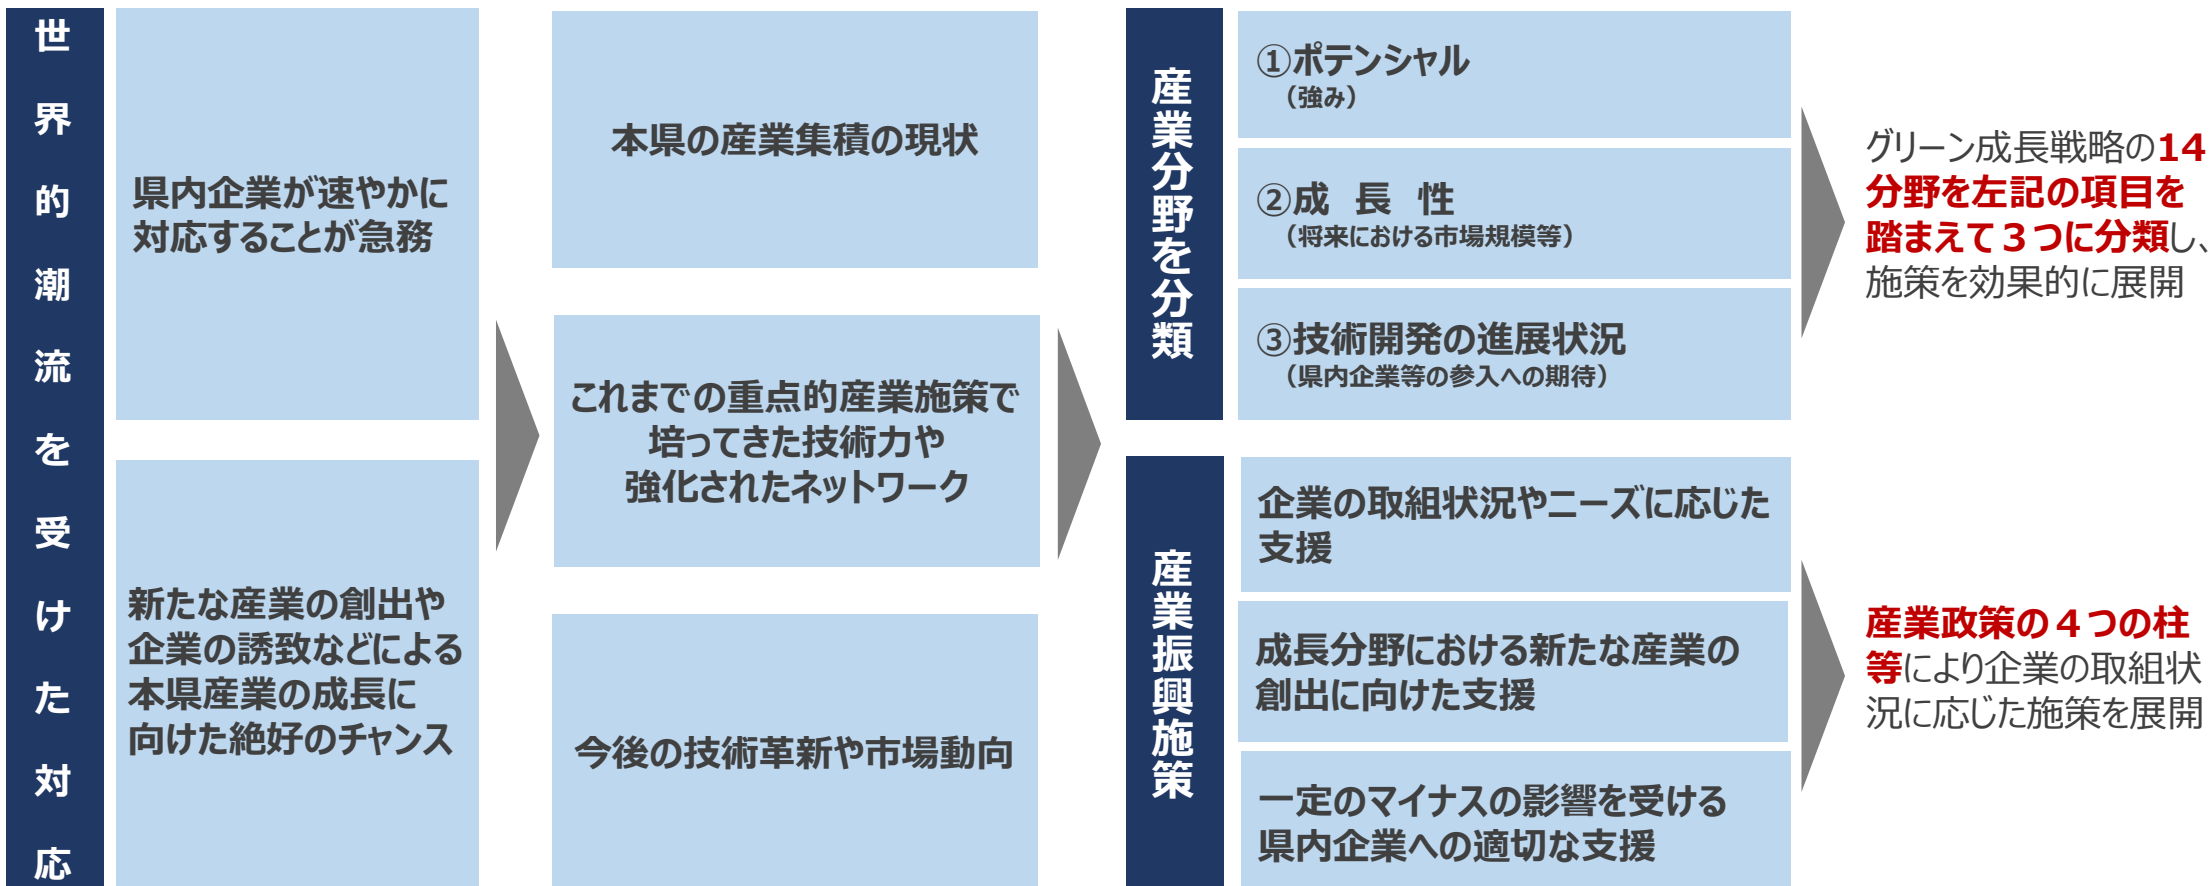 世界的潮流を受けた対応
県内企業が速やかに
対応することが急務
新たな産業の創出や
企業の誘致などによる
本県産業の成長に
向けた絶好のチャンス
本県の産業集積の現状
これまでの重点的産業施策で
培ってきた技術力や
強化されたネットワーク
今後の技術革新や市場動向
産業分野を分類
①ポテンシャル
（強み）
②成 長 性
（将来における市場規模等）
③技術開発の進展状況
（県内企業等の参入への期待）
グリーン成長戦略の14
分野を左記の項目を
踏まえて３つに分類し、
施策を効果的に展開
産業振興施策
企業の取組状況やニーズに応じた
支援
成長分野における新たな産業の
創出に向けた支援
一定のマイナスの影響を受ける
県内企業への適切な支援
産業政策の４つの柱
等により企業の取組状
況に応じた施策を展開